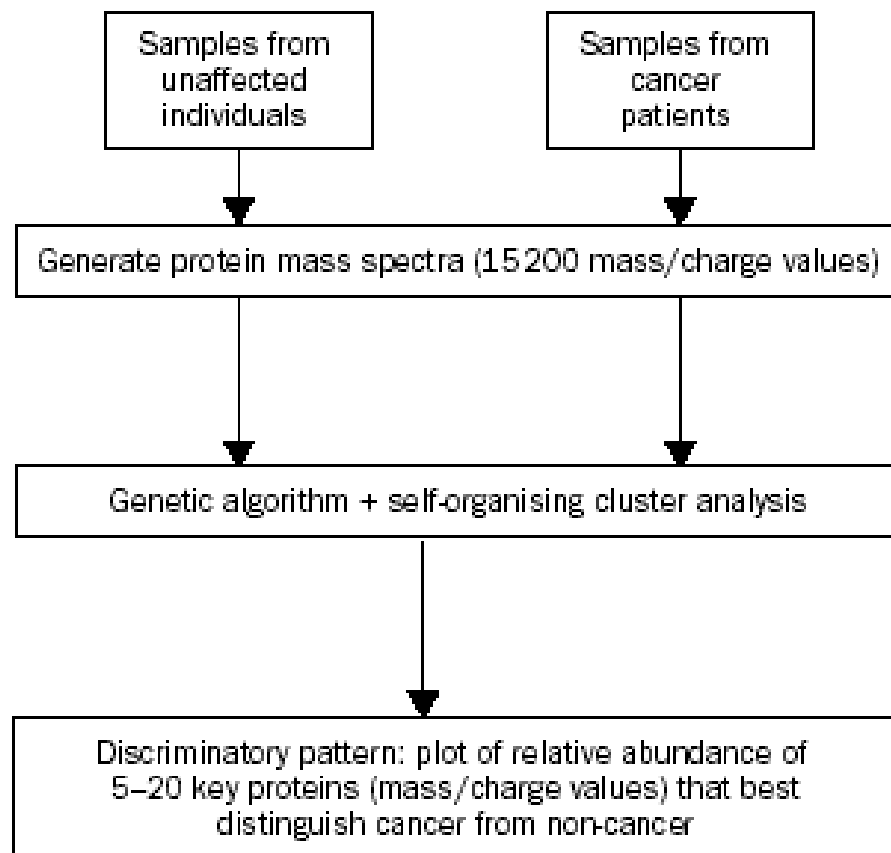 Samples from
unaffected
individuals
Samples from
cancer
patients
Generate protein mass spectra (15 200 mass/charge values)
Genetic algorithm + self-organising cluster analysis
Discriminatory pattern: plot of relative abundance of
5–20 key proteins (mass/charge values) that best
distinguish cancer from non-cancer